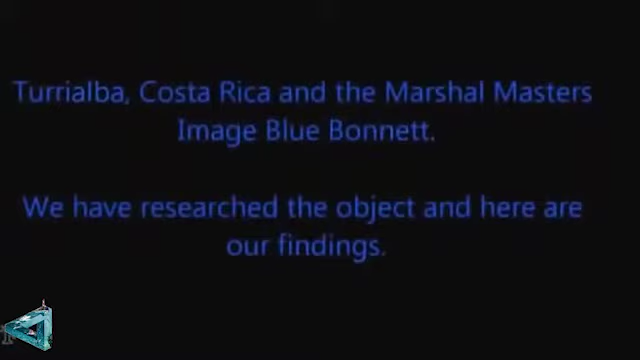 Turrialba, Costa Rica and the Marshal Masters
Image Blue Bonnett.
We have researched the object and here are
our findings.